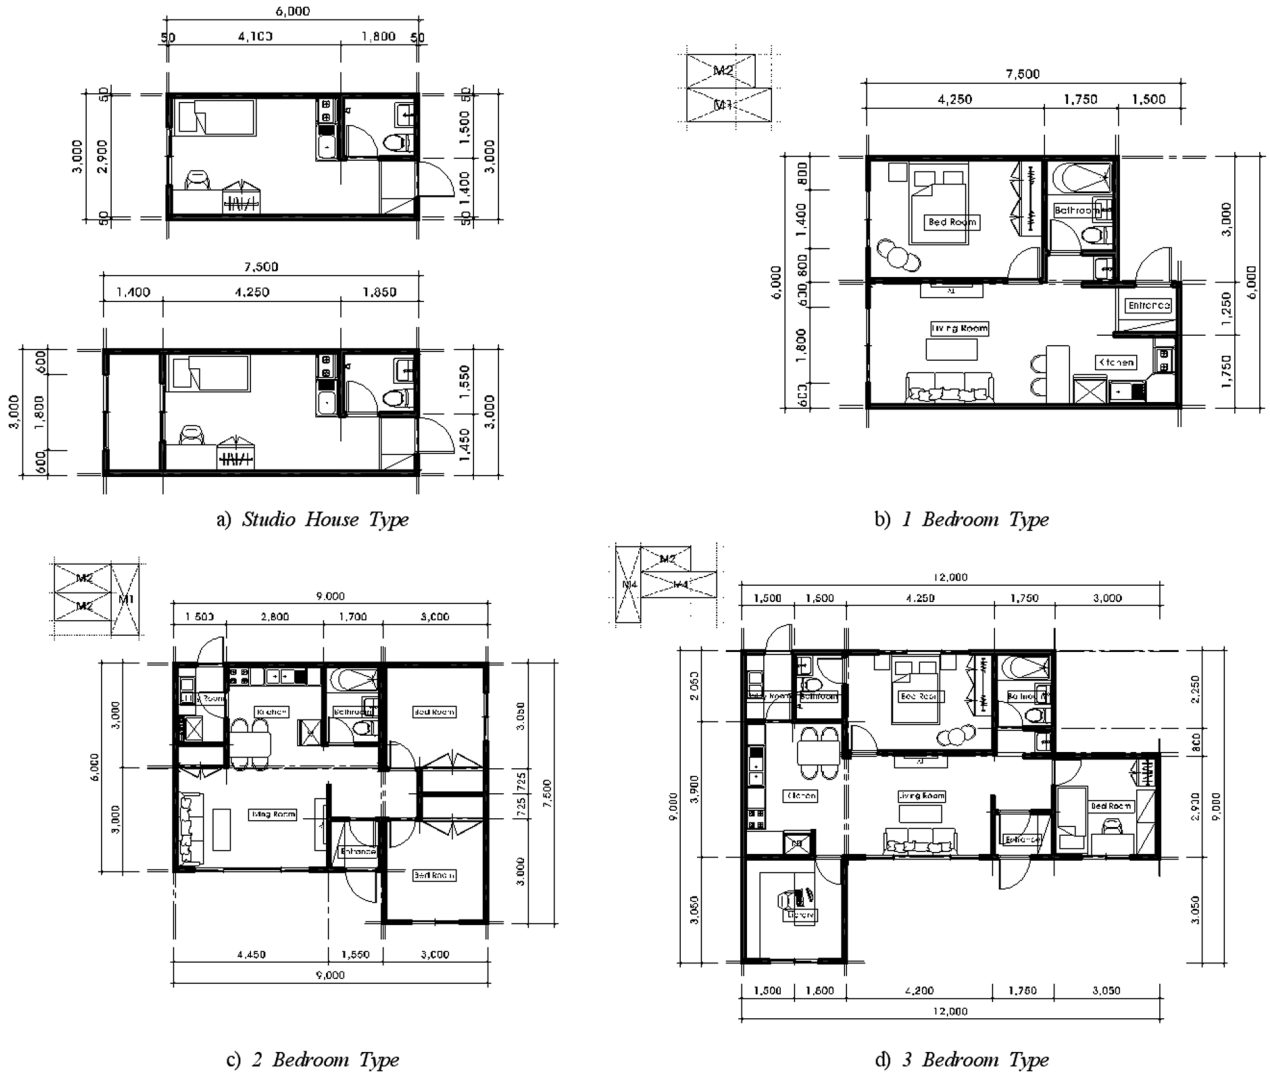 6,000
50 4,100 1,800 50
50
2,900
50
3,000
50
1,500
1,400
50
3,000
7,500
1,400 4,250 1,850
600
1,800
600
3,000
1,550
1,450
3,000
a) Studio House Type
M2
M1
7,500
4,250 1,750 1,500
800
1,400
800
600
1,800
600
6,000
3,000
1,250
1,750
6,000
Bed Room
Bathroom
Entrance
Living Room
Kitchen
b) 1 Bedroom Type
M2
M2
M1
9,000
1,500 2,800 1,700 3,000
3,000
3,000
6,000
Kitchen
Bathroom
Bed Room
Living Room
Entrance
Bed Room
3,050
725
725
3,000
7,500
4,450 1,550 3,000
9,000
c) 2 Bedroom Type
M4
M2
M1
12,000
1,500 1,500 4,250 1,750 3,000
2,050
3,900
3,050
9,000
Bathroom
Bed Room
Bathroom
Kitchen
Living Room
Bed Room
Entrance
Library
2,250
800
2,900
3,050
9,000
1,500 1,500 4,200 1,750 3,050
12,000
d) 3 Bedroom Type